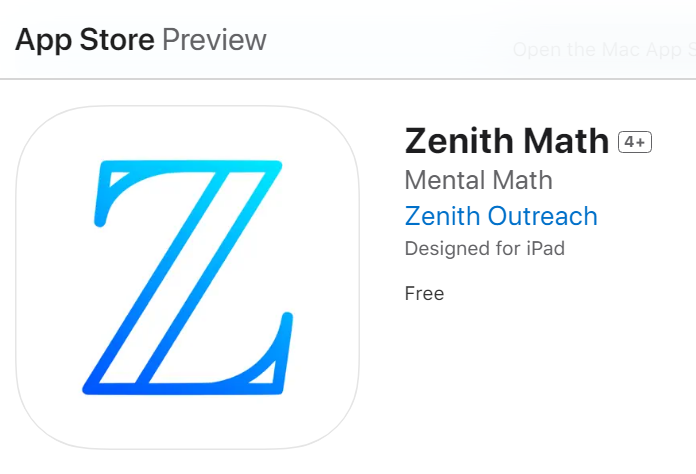 App Store Preview
Open the Mac App S
Zenith Math 4+
Mental Math
Zenith Outreach
Designed for iPad
Free
Z